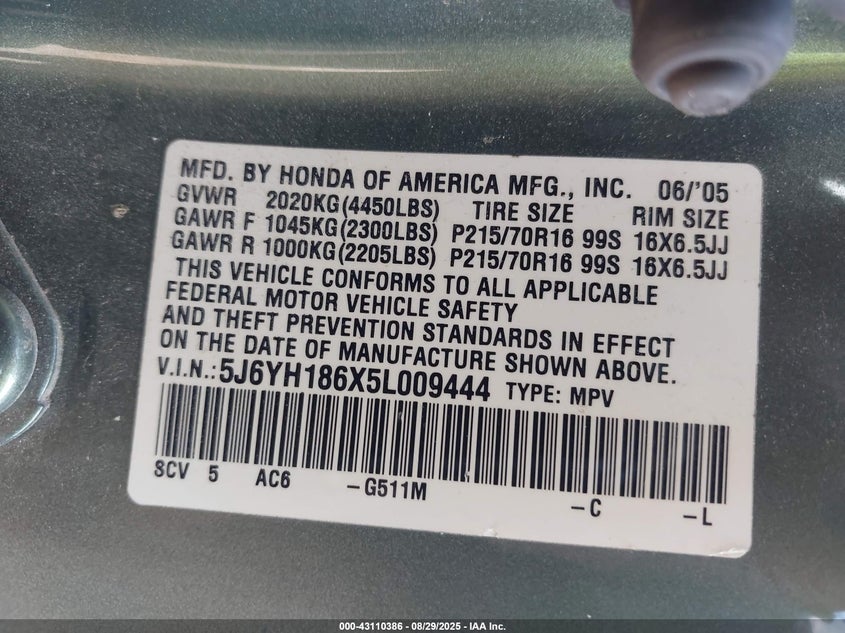 MFD. BY HONDA OF AMERICA MFG., INC. 06/'05
GVWR 2020KG(4450LBS) TIRE SIZE RIM SIZE
GAWR F 1045KG(2300LBS) P215/70R16 99S 16X6.5JJ
GAWR R 1000KG(2205LBS) P215/70R16 99S 16X6.5JJ
THIS VEHICLE CONFORMS TO ALL APPLICABLE
FEDERAL MOTOR VEHICLE SAFETY
AND THEFT PREVENTION STANDARDS IN EFFECT
ON THE DATE OF MANUFACTURE SHOWN ABOVE.
V.I.N.:5J6YH186X5L009444 TYPE: MPV
SCV 5 AC6 -G511M -C -L
000-43110386 - 08/29/2025 - IAA Inc.